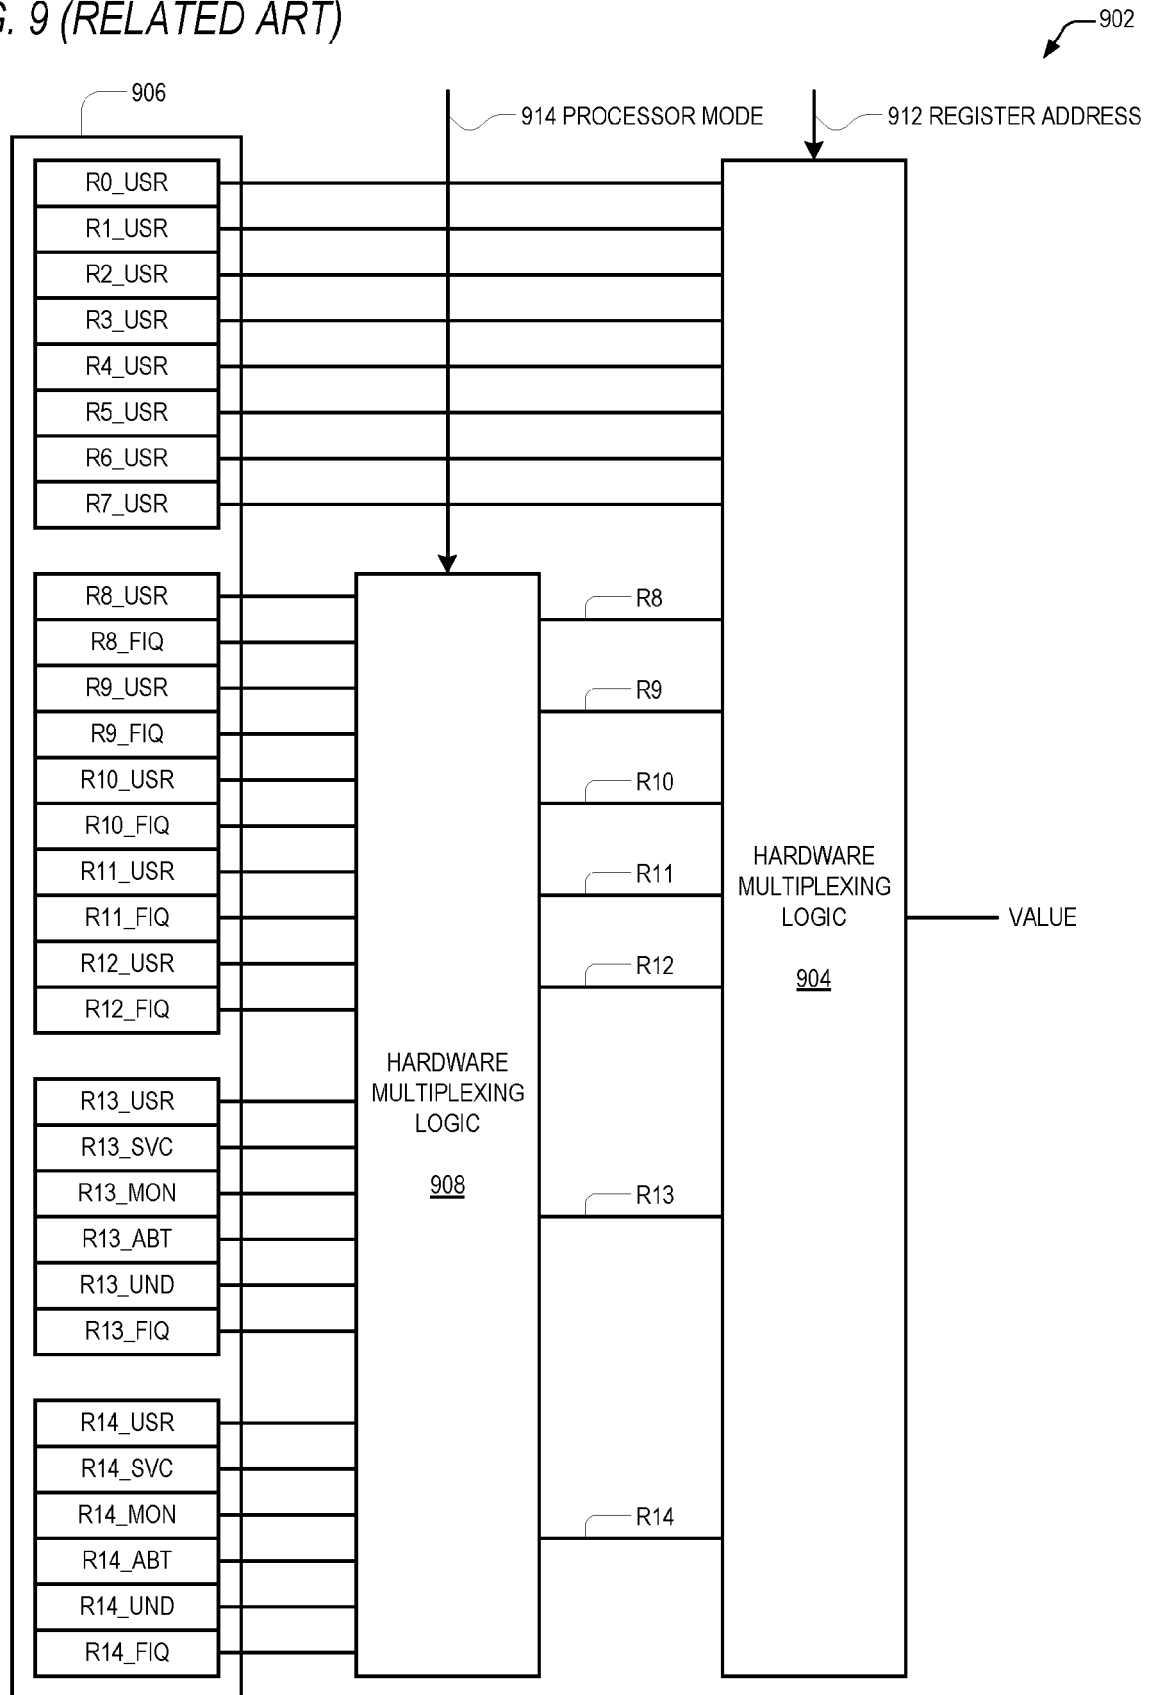 . 9 (RELATED ART)
902
906
914 PROCESSOR MODE
912 REGISTER ADDRESS
R0_USR
R1_USR
R2_USR
R3_USR
R4_USR
R5_USR
R6_USR
R7_USR
R8_USR
R8_FIQ
R9_USR
R9_FIQ
R10_USR
R10_FIQ
R11_USR
R11_FIQ
R12_USR
R12_FIQ
R13_USR
R13_SVC
R13_MON
R13_ABT
R13_UND
R13_FIQ
R14_USR
R14_SVC
R14_MON
R14_ABT
R14_UND
R14_FIQ
HARDWARE
MULTIPLEXING
LOGIC
908
R8
R9
R10
R11
R12
R13
R14
HARDWARE
MULTIPLEXING
LOGIC
904
VALUE